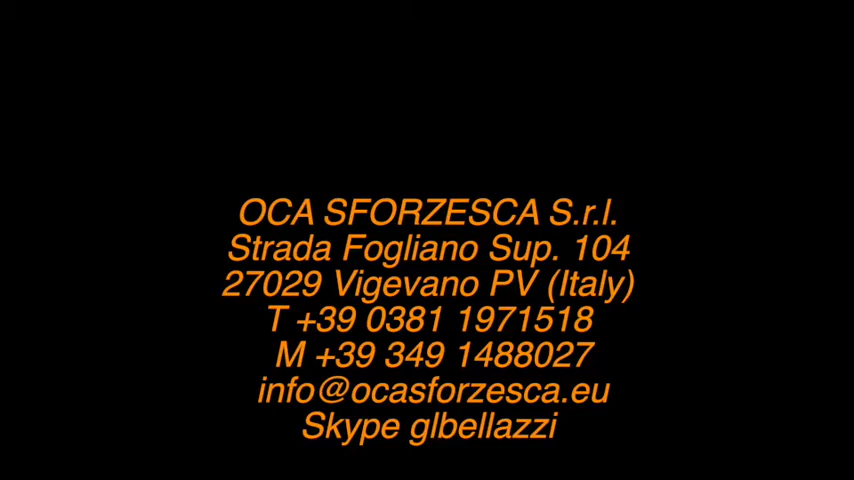 OCA SFORZESCA S.r.l.
Strada Fogliano Sup. 104
27029 Vigevano PV (Italy)
T +39 0381 1971518
M +39 349 1488027
info@ocasforzesca.eu
Skype glbellazzi